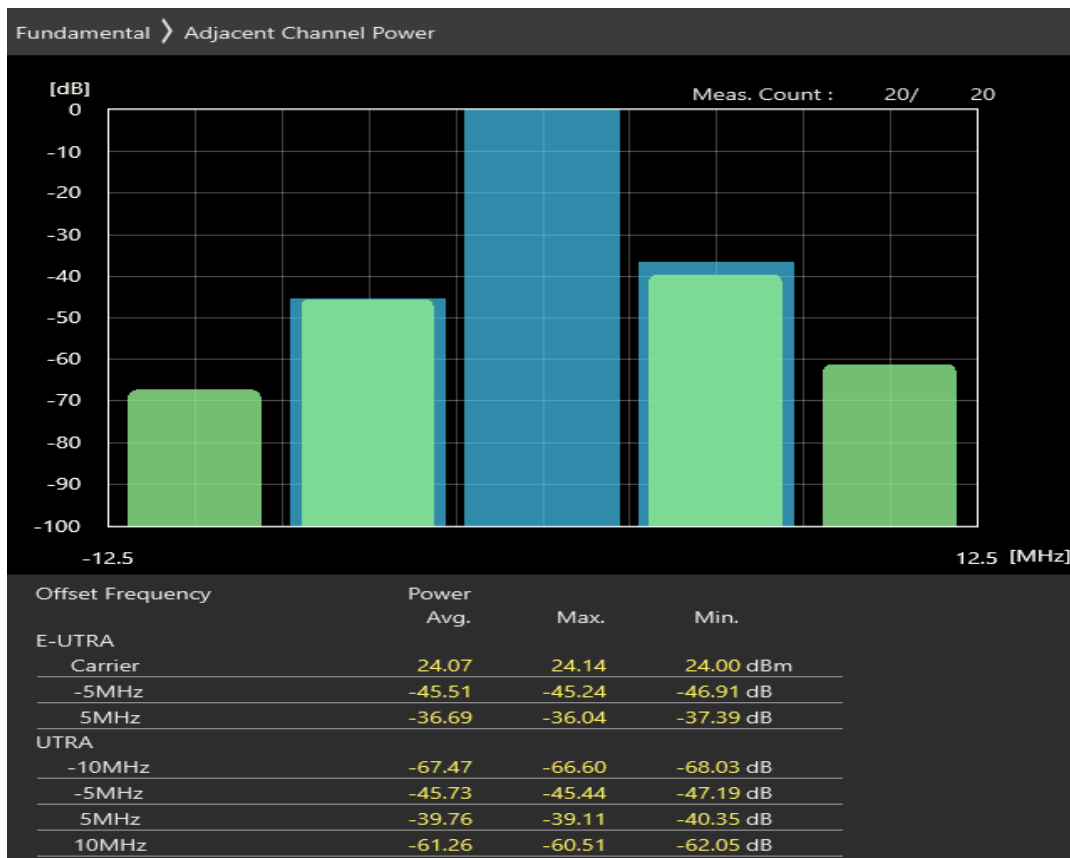 Fundamental 〉 Adjacent Channel Power
[dB]
Meas. Count : 20/ 20
0
-10
-20
-30
-40
-50
-60
-70
-80
-90
-100
-12.5 12.5 [MHz]
Offset Frequency Power
Avg. Max. Min.
E-UTRA
Carrier 24.07 24.14 24.00 dBm
-5MHz -45.51 -45.24 -46.91 dB
5MHz -36.69 -36.04 -37.39 dB
UTRA
-10MHz -67.47 -66.60 -68.03 dB
-5MHz -45.73 -45.44 -47.19 dB
5MHz -39.76 -39.11 -40.35 dB
10MHz -61.26 -60.51 -62.05 dB